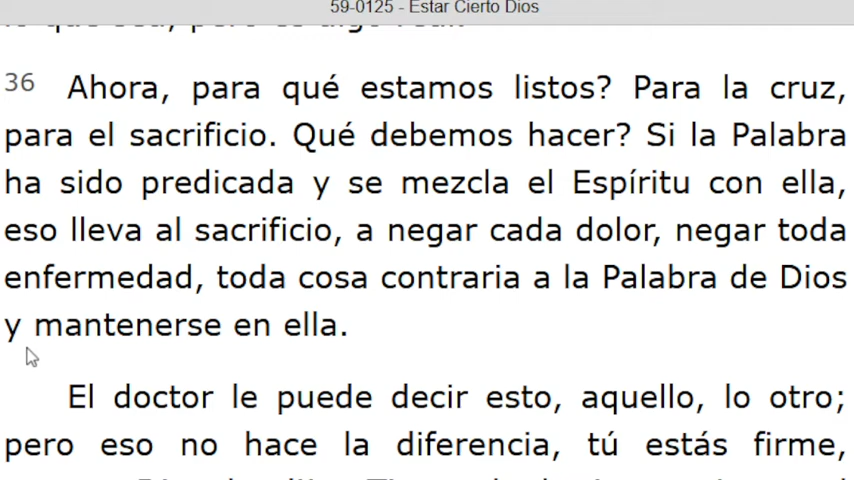 59-0125 - Estar Cierto Dios
36 Ahora, para qué estamos listos? Para la cruz,
para el sacrificio. Qué debemos hacer? Si la Palabra
ha sido predicada y se mezcla el Espíritu con ella,
eso lleva al sacrificio, a negar cada dolor, negar toda
enfermedad, toda cosa contraria a la Palabra de Dios
y mantenerse en ella.
El doctor le puede decir esto, aquello, lo otro;
pero eso no hace la diferencia, tú estás firme,